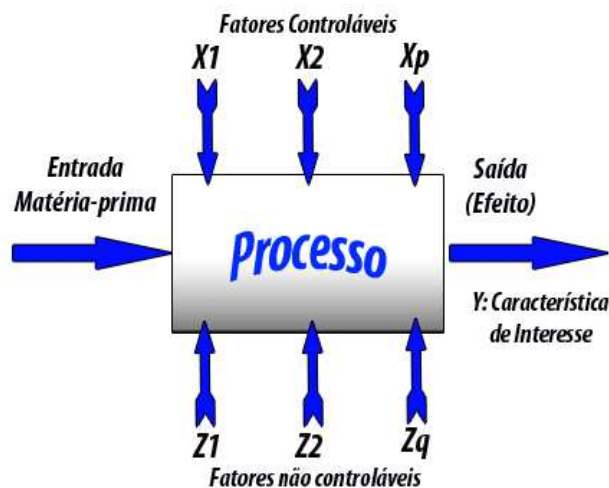 Fatores Controláveis
X1 X2 Xp
Entrada
Matéria-prima
Processo
Saída
(Efeito)
Y: Característica
de Interesse
Z1 Z2 Zq
Fatores não controláveis